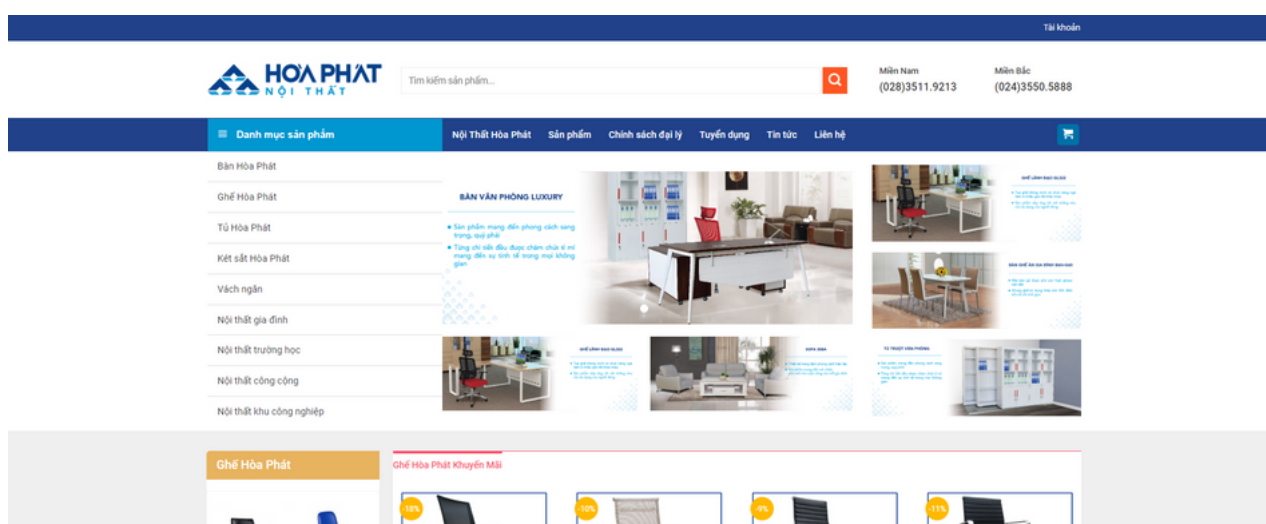 Tài khoản
HÒA PHÁT
NỘI THẤT
Tìm kiếm sản phẩm...
Miền Nam
(028)3511.9213
Miền Bắc
(024)3550.5888
Danh mục sản phẩm
Nội Thất Hòa Phát
Sản phẩm
Chính sách đại lý
Tuyển dụng
Tin tức
Liên hệ
Bàn Hòa Phát
Ghế Hòa Phát
Tủ Hòa Phát
Két sắt Hòa Phát
Vách ngăn
Nội thất gia đình
Nội thất trường học
Nội thất công cộng
Nội thất khu công nghiệp
BÀN VĂN PHÒNG LUXURY
Sản phẩm mang đến phong cách sang
trọng, quý phái
Từng chi tiết đều được chăm chút tỉ mỉ
mang đến sự tinh tế trong mọi không
gian
TỦ TRƯỢT VĂN PHÒNG
Ghế Hòa Phát
Ghế Hòa Phát Khuyến Mãi
-18%
-10%
-9%
-11%